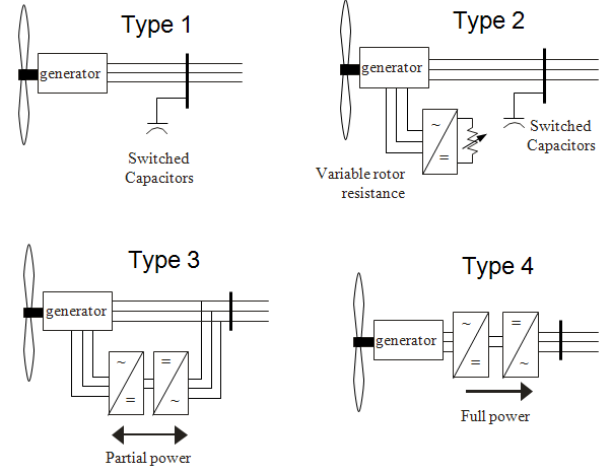 Type 1
generator
Switched
Capacitors
Type 2
generator
~
=
Switched
Capacitors
Variable rotor
resistance
Type 3
generator
~
=
=
~
Partial power
Type 4
generator
~
=
=
~
Full power